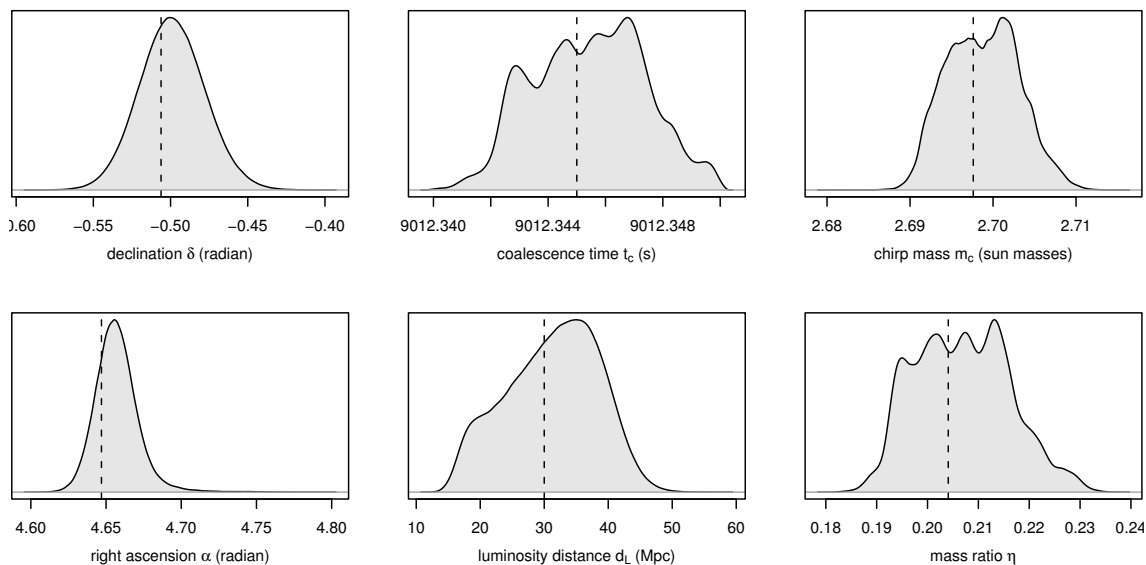 0.60 −0.55 −0.50 −0.45 −0.40
declination δ (radian)
9012.340 9012.344 9012.348
coalescence time t_c (s)
2.68 2.69 2.70 2.71
chirp mass m_c (sun masses)
4.60 4.65 4.70 4.75 4.80
right ascension α (radian)
10 20 30 40 50 60
luminosity distance d_L (Mpc)
0.18 0.19 0.20 0.21 0.22 0.23 0.24
mass ratio η